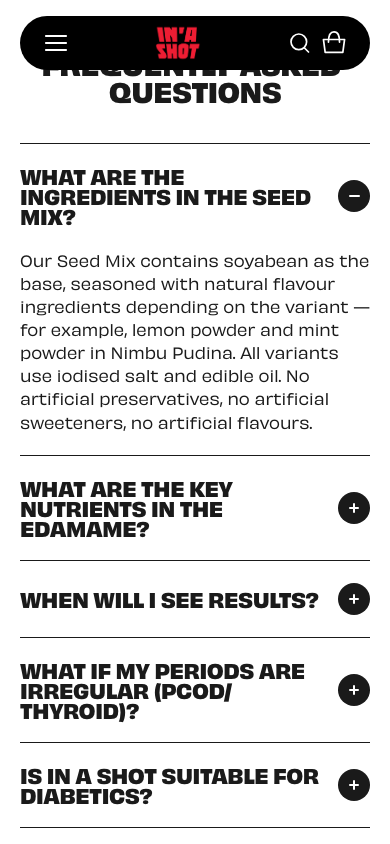 IN'A
SHOT
FREQUENTLY ASKED
QUESTIONS
WHAT ARE THE
INGREDIENTS IN THE SEED
MIX?
Our Seed Mix contains soyabean as the
base, seasoned with natural flavour
ingredients depending on the variant —
for example, lemon powder and mint
powder in Nimbu Pudina. All variants
use iodised salt and edible oil. No
artificial preservatives, no artificial
sweeteners, no artificial flavours.
WHAT ARE THE KEY
NUTRIENTS IN THE
EDAMAME?
WHEN WILL I SEE RESULTS?
WHAT IF MY PERIODS ARE
IRREGULAR (PCOD/
THYROID)?
IS IN A SHOT SUITABLE FOR
DIABETICS?